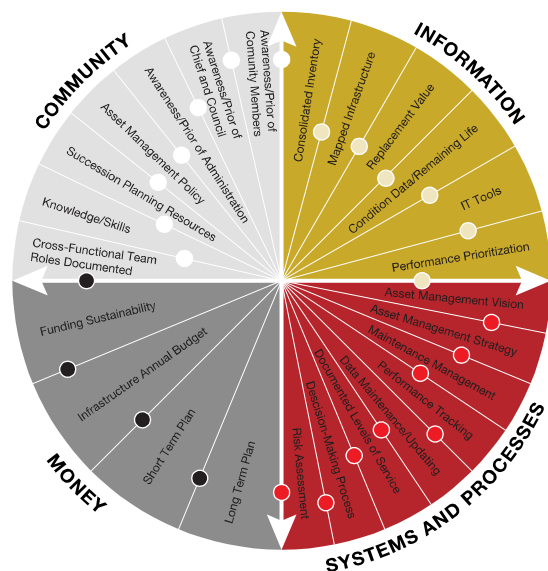 COMMUNITY
Awareness/Prior of
Comunity Members
Awareness/Prior of
Chief and Council
Awareness/Prior of Administration
Asset Management Policy
Succession Planning Resources
Knowledge/Skills
Cross-Functional Team
Roles Documented
INFORMATION
Consolidated Inventory
Mapped Infrastructure
Replacement Value
Condition Data/Remaining Life
IT Tools
Performance Prioritization
SYSTEMS AND PROCESSES
Asset Management Vision
Asset Management Strategy
Maintenance Management
Performance Tracking
Data Maintenance/Updating
Documented Levels of Service
Descision-Making Process
Risk Assessment
MONEY
Funding Sustainability
Infrastructure Annual Budget
Short Term Plan
Long Term Plan